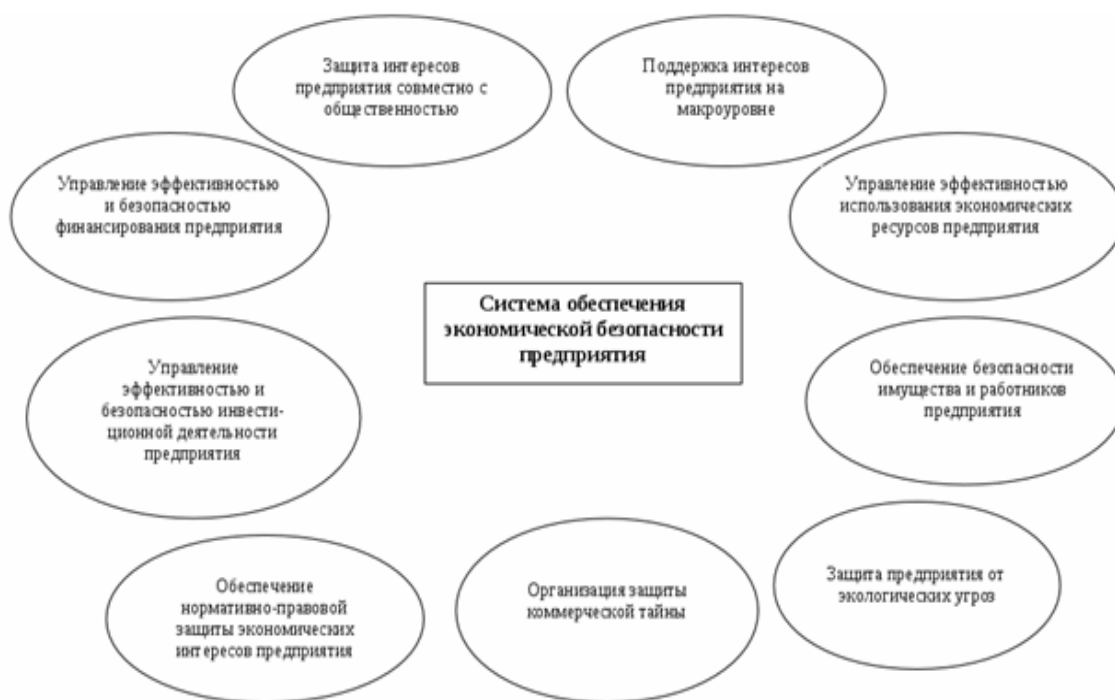 Защита интересов
предприятия совместно с
общественностью
Поддержка интересов
предприятия на
макроуровне
Управление эффективностью
и безопасностью
финансирования предприятия
Управление эффективностью
использования экономических
ресурсов предприятия
Система обеспечения
экономической безопасности
предприятия
Управление
эффективностью и
безопасностью инвести-
ционной деятельности
предприятия
Обеспечение безопасности
имущества и работников
предприятия
Обеспечение
нормативно-правовой
защиты экономических
интересов предприятия
Организация защиты
коммерческой тайны
Защита предприятия от
экологических угроз